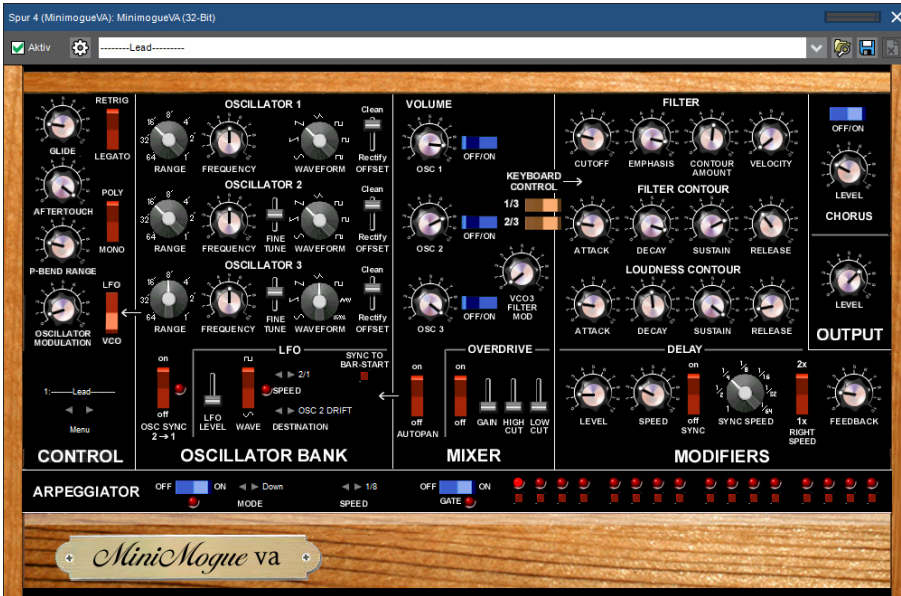 Spur 4 (MinimogueVA): MinimogueVA (32-Bit)
Aktiv
--------Lead---------
RETRIG
LEGATO
GLIDE
POLY
MONO
AFTERTOUCH
P-BEND RANGE
LFO
VCO
OSCILLATOR
MODULATION
1:--------Lead----
Menu
CONTROL
OSCILLATOR 1
64 32 16 8' 4' 2'
RANGE
FREQUENCY
WAVEFORM
Clean
Rectify
OFFSET
OSCILLATOR 2
RANGE
FREQUENCY
FINE
TUNE
WAVEFORM
Clean
Rectify
OFFSET
OSCILLATOR 3
RANGE
FREQUENCY
FINE
TUNE
WAVEFORM
Clean
Rectify
OFFSET
on
off
OSC SYNC
2→1
LFO
LFO
LEVEL
WAVE
2/1
SPEED
OSC 2 DRIFT
DESTINATION
SYNC TO
BAR-START
OSCILLATOR BANK
VOLUME
OSC 1
OFF/ON
OSC 2
OFF/ON
OSC 3
OFF/ON
KEYBOARD
CONTROL
1/3
2/3
VCO3
FILTER
MOD
on
off
AUTOPAN
OVERDRIVE
on
off
GAIN
HIGH
CUT
LOW
CUT
MIXER
FILTER
CUTOFF
EMPHASIS
CONTOUR
AMOUNT
VELOCITY
FILTER CONTOUR
ATTACK
DECAY
SUSTAIN
RELEASE
LOUDNESS CONTOUR
ATTACK
DECAY
SUSTAIN
RELEASE
DELAY
LEVEL
SPEED
on
off
SYNC
SYNC SPEED
2x
1x
RIGHT
SPEED
FEEDBACK
MODIFIERS
OFF/ON
LEVEL
CHORUS
LEVEL
OUTPUT
ARPEGGIATOR
OFF
ON
Down
MODE
1/8
SPEED
OFF
ON
GATE
MiniMogue va